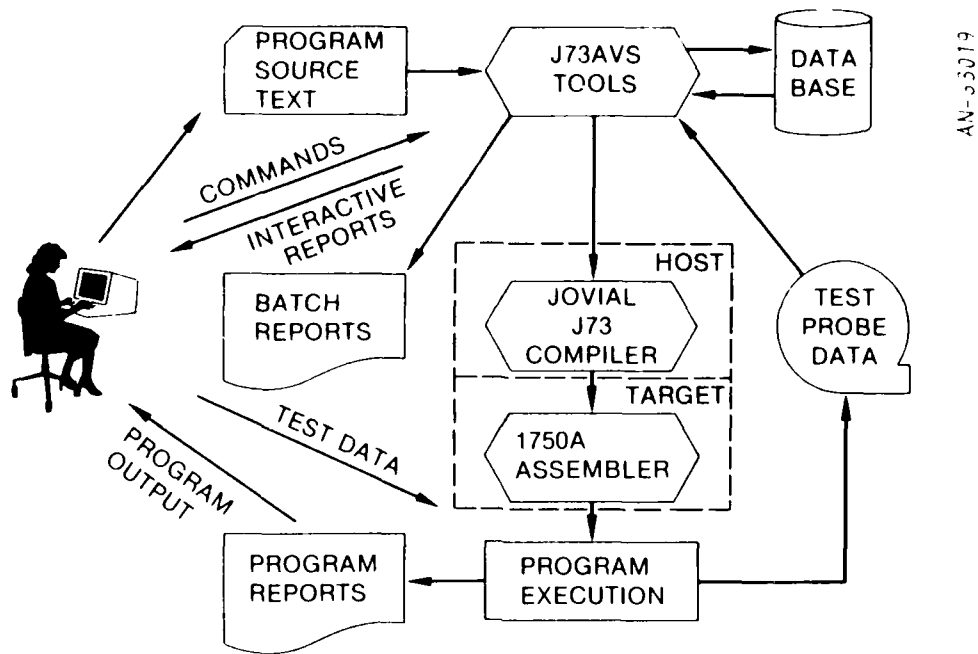 PROGRAM
SOURCE
TEXT
J73AVS
TOOLS
DATA
BASE
COMMANDS
INTERACTIVE
REPORTS
BATCH
REPORTS
HOST
JOVIAL
J73
COMPILER
TARGET
1750A
ASSEMBLER
TEST
PROBE
DATA
TEST DATA
PROGRAM
OUTPUT
PROGRAM
REPORTS
PROGRAM
EXECUTION